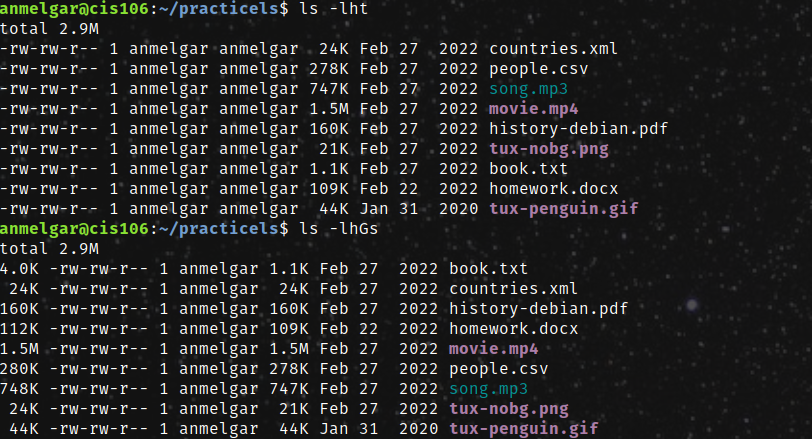 anmelgar@cis106:~/practicels$ ls -lht
total 2.9M
-rw-rw-r-- 1 anmelgar anmelgar  24K Feb 27  2022 countries.xml
-rw-rw-r-- 1 anmelgar anmelgar 278K Feb 27  2022 people.csv
-rw-rw-r-- 1 anmelgar anmelgar 747K Feb 27  2022 song.mp3
-rw-rw-r-- 1 anmelgar anmelgar 1.5M Feb 27  2022 movie.mp4
-rw-rw-r-- 1 anmelgar anmelgar 160K Feb 27  2022 history-debian.pdf
-rw-rw-r-- 1 anmelgar anmelgar  21K Feb 27  2022 tux-nobg.png
-rw-rw-r-- 1 anmelgar anmelgar 1.1K Feb 27  2022 book.txt
-rw-rw-r-- 1 anmelgar anmelgar 109K Feb 22  2022 homework.docx
-rw-rw-r-- 1 anmelgar anmelgar  44K Jan 31  2020 tux-penguin.gif
anmelgar@cis106:~/practicels$ ls -lhGs
total 2.9M
4.0K -rw-rw-r-- 1 anmelgar 1.1K Feb 27  2022 book.txt
 24K -rw-rw-r-- 1 anmelgar  24K Feb 27  2022 countries.xml
160K -rw-rw-r-- 1 anmelgar 160K Feb 27  2022 history-debian.pdf
112K -rw-rw-r-- 1 anmelgar 109K Feb 22  2022 homework.docx
1.5M -rw-rw-r-- 1 anmelgar 1.5M Feb 27  2022 movie.mp4
280K -rw-rw-r-- 1 anmelgar 278K Feb 27  2022 people.csv
748K -rw-rw-r-- 1 anmelgar 747K Feb 27  2022 song.mp3
 24K -rw-rw-r-- 1 anmelgar  21K Feb 27  2022 tux-nobg.png
 44K -rw-rw-r-- 1 anmelgar  44K Jan 31  2020 tux-penguin.gif